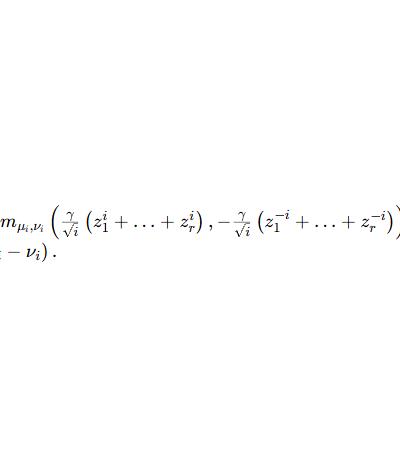 m_{\mu_i,\nu_i} \left( \frac{\gamma}{\sqrt{i}} \left( z_1^i + \ldots + z_r^i \right), -\frac{\gamma}{\sqrt{i}} \left( z_1^{-i} + \ldots + z_r^{-i} \right) \right)
- \nu_i).